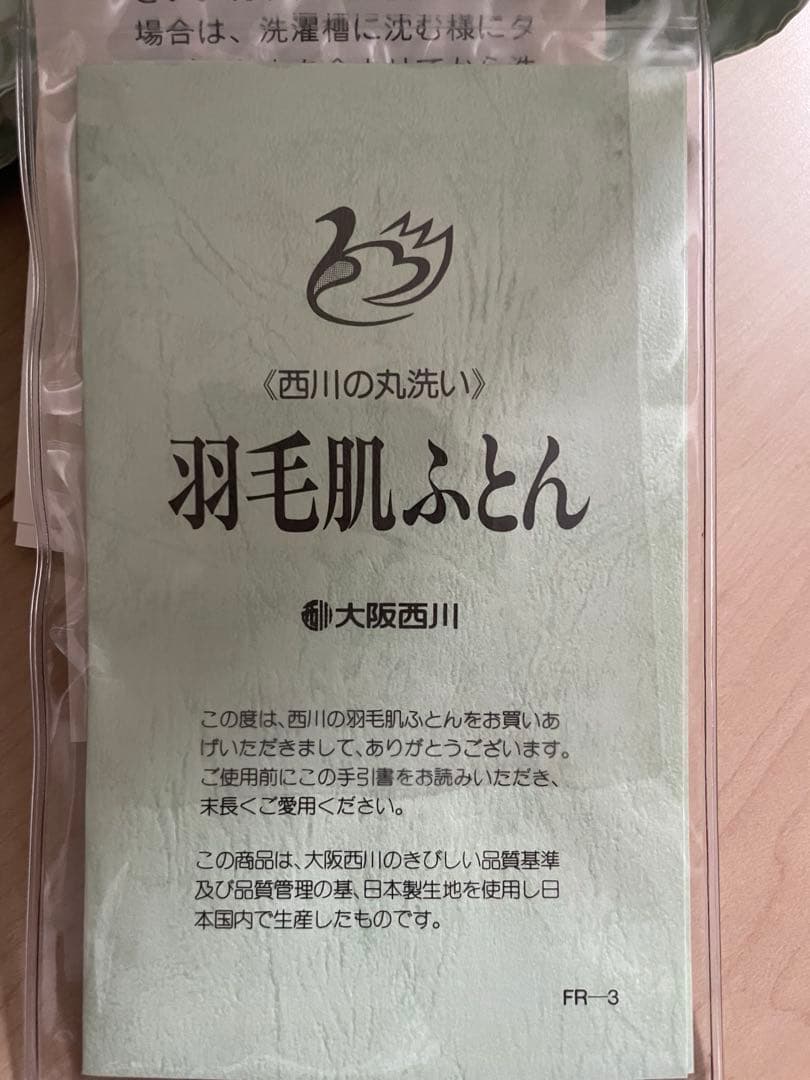 場合は、洗濯槽に沈む様にタ
《西川の丸洗い》
羽毛肌ふとん
西川 大阪西川
この度は、西川の羽毛肌ふとんをお買いあ
げいただきまして、ありがとうございます。
ご使用前にこの手引書をお読みいただき、
末長くご愛用ください。
この商品は、大阪西川のきびしい品質基準
及び品質管理の基、日本製生地を使用し日
本国内で生産したものです。
FR—3